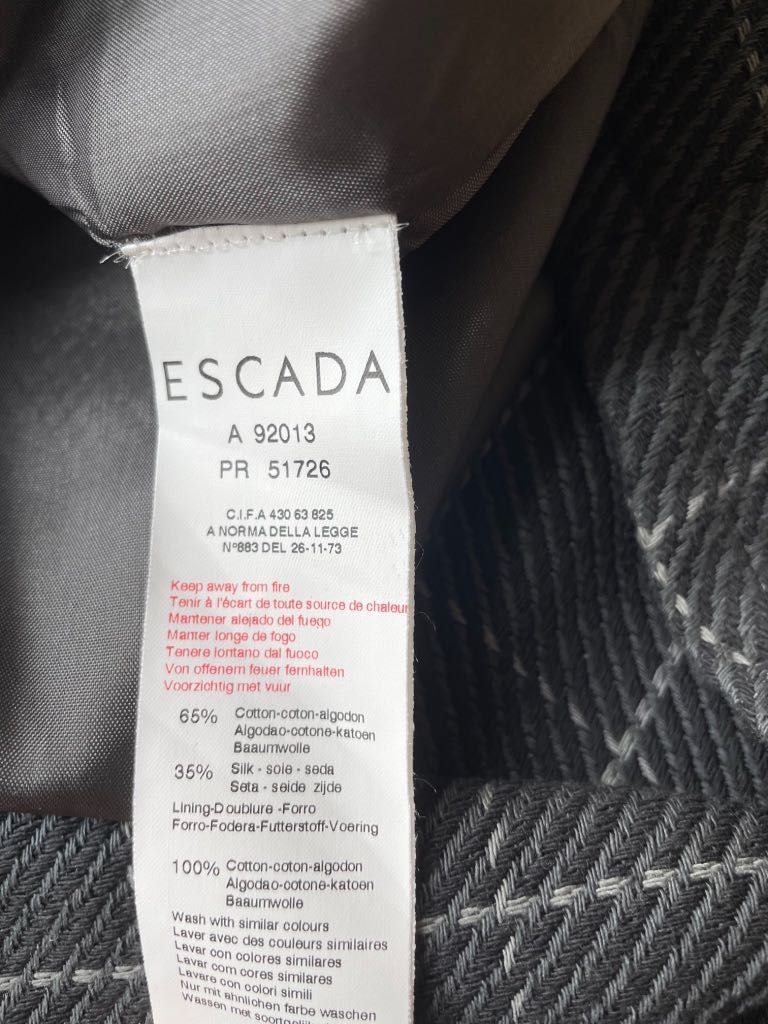 ESCADA
A 92013
PR 51726
C.I.F.A 430 63 825
A NORMA DELLA LEGGE
Nº883 DEL 26-11-73
Keep away from fire
Tenir à l'écart de toute source de chaleur
Mantener alejado del fuego
Manter longe de fogo
Tenere lontano dal fuoco
Von offenem feuer fernhalten
Voorzichtig met vuur
65% Cotton-coton-algodon
Algodao-cotone-katoen
Baaumwolle
35% Silk - soie - seda
Seta - seide zijde
Lining-Doublure -Forro
Forro-Fodera-Futterstoff-Voering
100% Cotton-coton-algodon
Algodao-cotone-katoen
Baaumwolle
Wash with similar colours
Laver avec des couleurs similaires
Lavar con colores similares
Lavar com cores similares
Lavare con colori simili
Nur mit ähnlichen farbe waschen
Wassen met